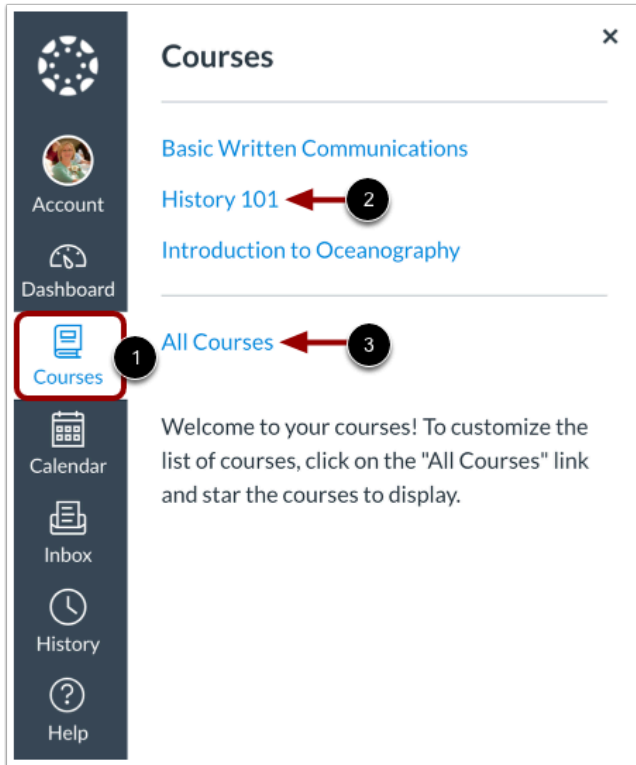 Account
Dashboard
Courses
Calendar
Inbox
History
Help
Courses
×
Basic Written Communications
History 101
2
Introduction to Oceanography
1
All Courses
3
Welcome to your courses! To customize the
list of courses, click on the "All Courses" link
and star the courses to display.